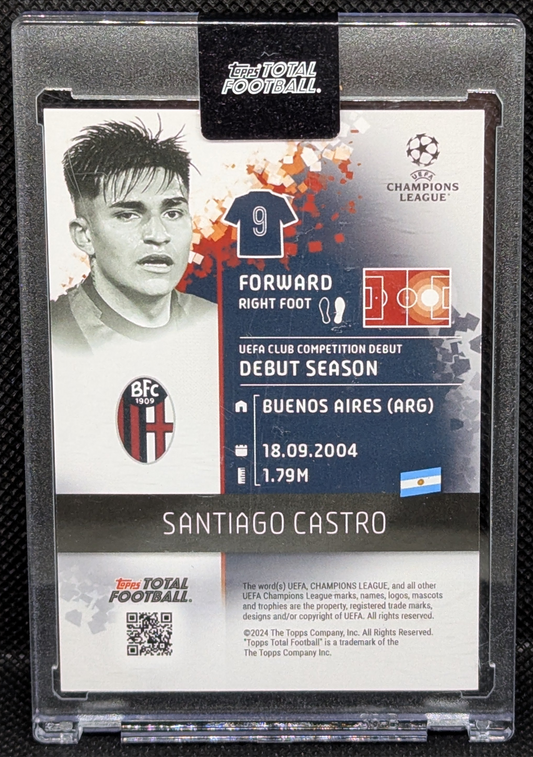 Topps TOTAL
FOOTBALL®
UEFA
CHAMPIONS
LEAGUE®
9
FORWARD
RIGHT FOOT
UEFA CLUB COMPETITION DEBUT
DEBUT SEASON
BFC
1909
BUENOS AIRES (ARG)
18.09.2004
1.79M
SANTIAGO CASTRO
Topps TOTAL
FOOTBALL®
The word(s) UEFA, CHAMPIONS LEAGUE, and all other
UEFA Champions League marks, names, logos, mascots
and trophies are the property, registered trade marks,
designs and/or copyright of UEFA. All rights reserved.
©2024 The Topps Company, Inc. All Rights Reserved.
"Topps Total Football" is a trademark of the
The Topps Company Inc.